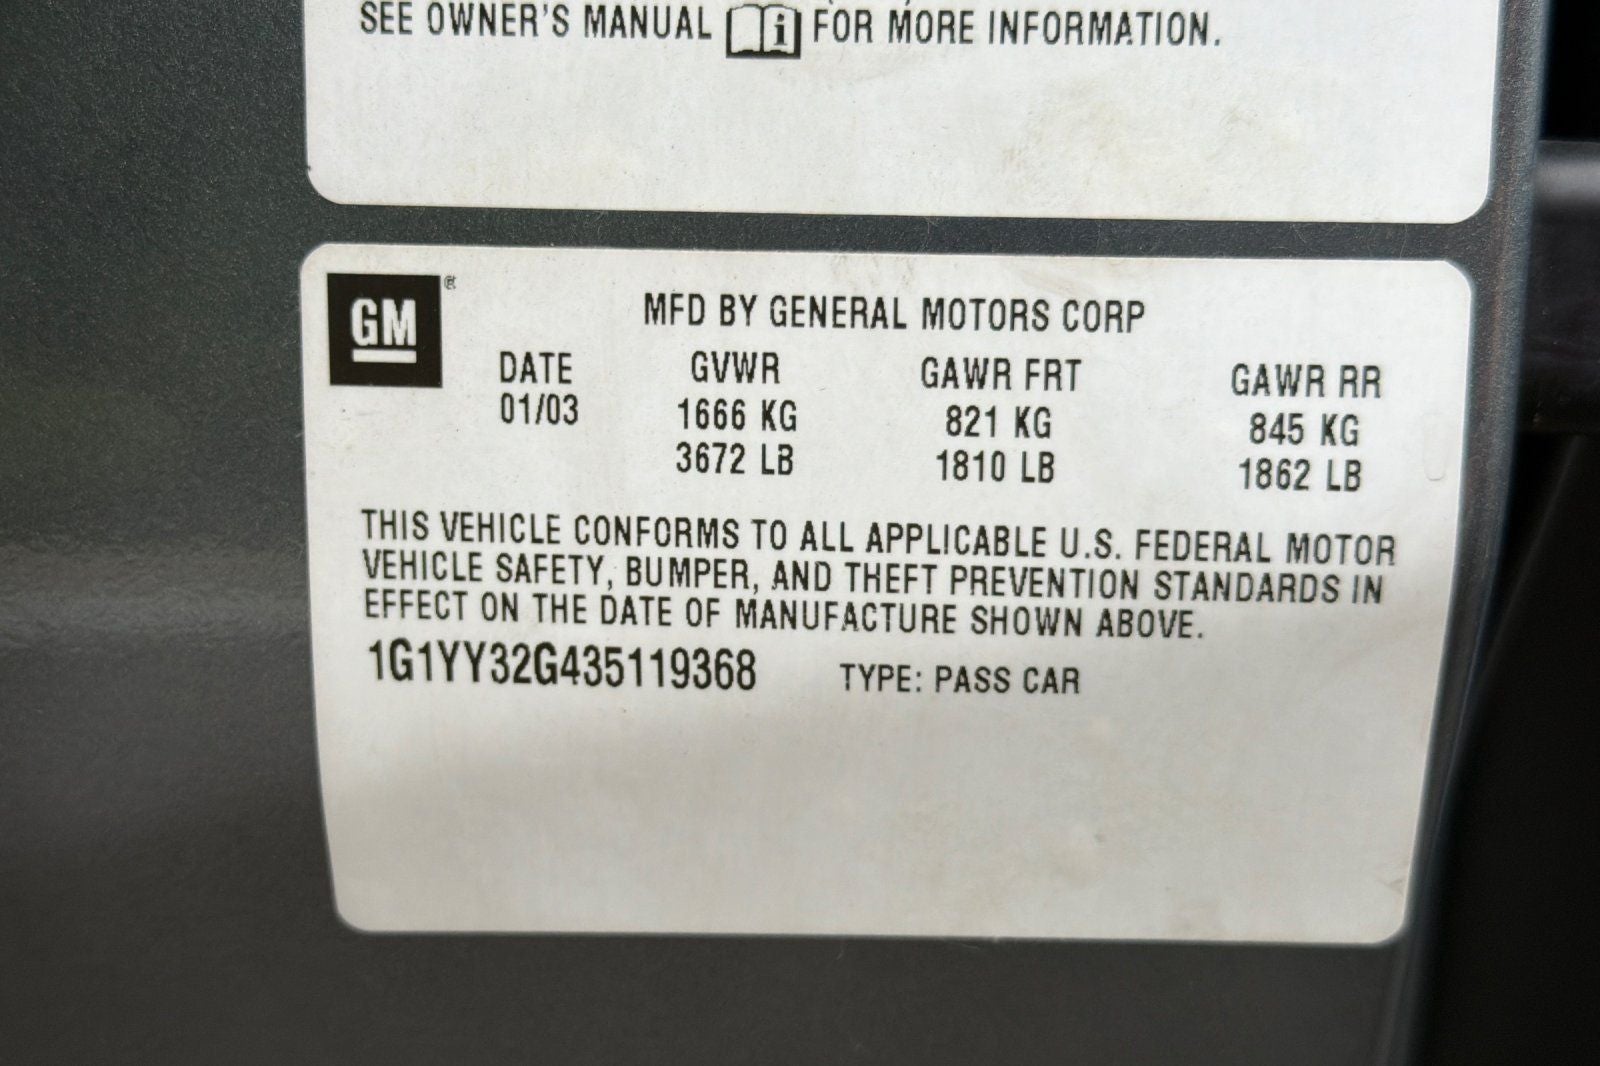 SEE OWNER'S MANUAL i FOR MORE INFORMATION.
GM ®
MFD BY GENERAL MOTORS CORP
DATE GVWR GAWR FRT GAWR RR
01/03 1666 KG 821 KG 845 KG
3672 LB 1810 LB 1862 LB
THIS VEHICLE CONFORMS TO ALL APPLICABLE U.S. FEDERAL MOTOR
VEHICLE SAFETY, BUMPER, AND THEFT PREVENTION STANDARDS IN
EFFECT ON THE DATE OF MANUFACTURE SHOWN ABOVE.
1G1YY32G435119368 TYPE: PASS CAR